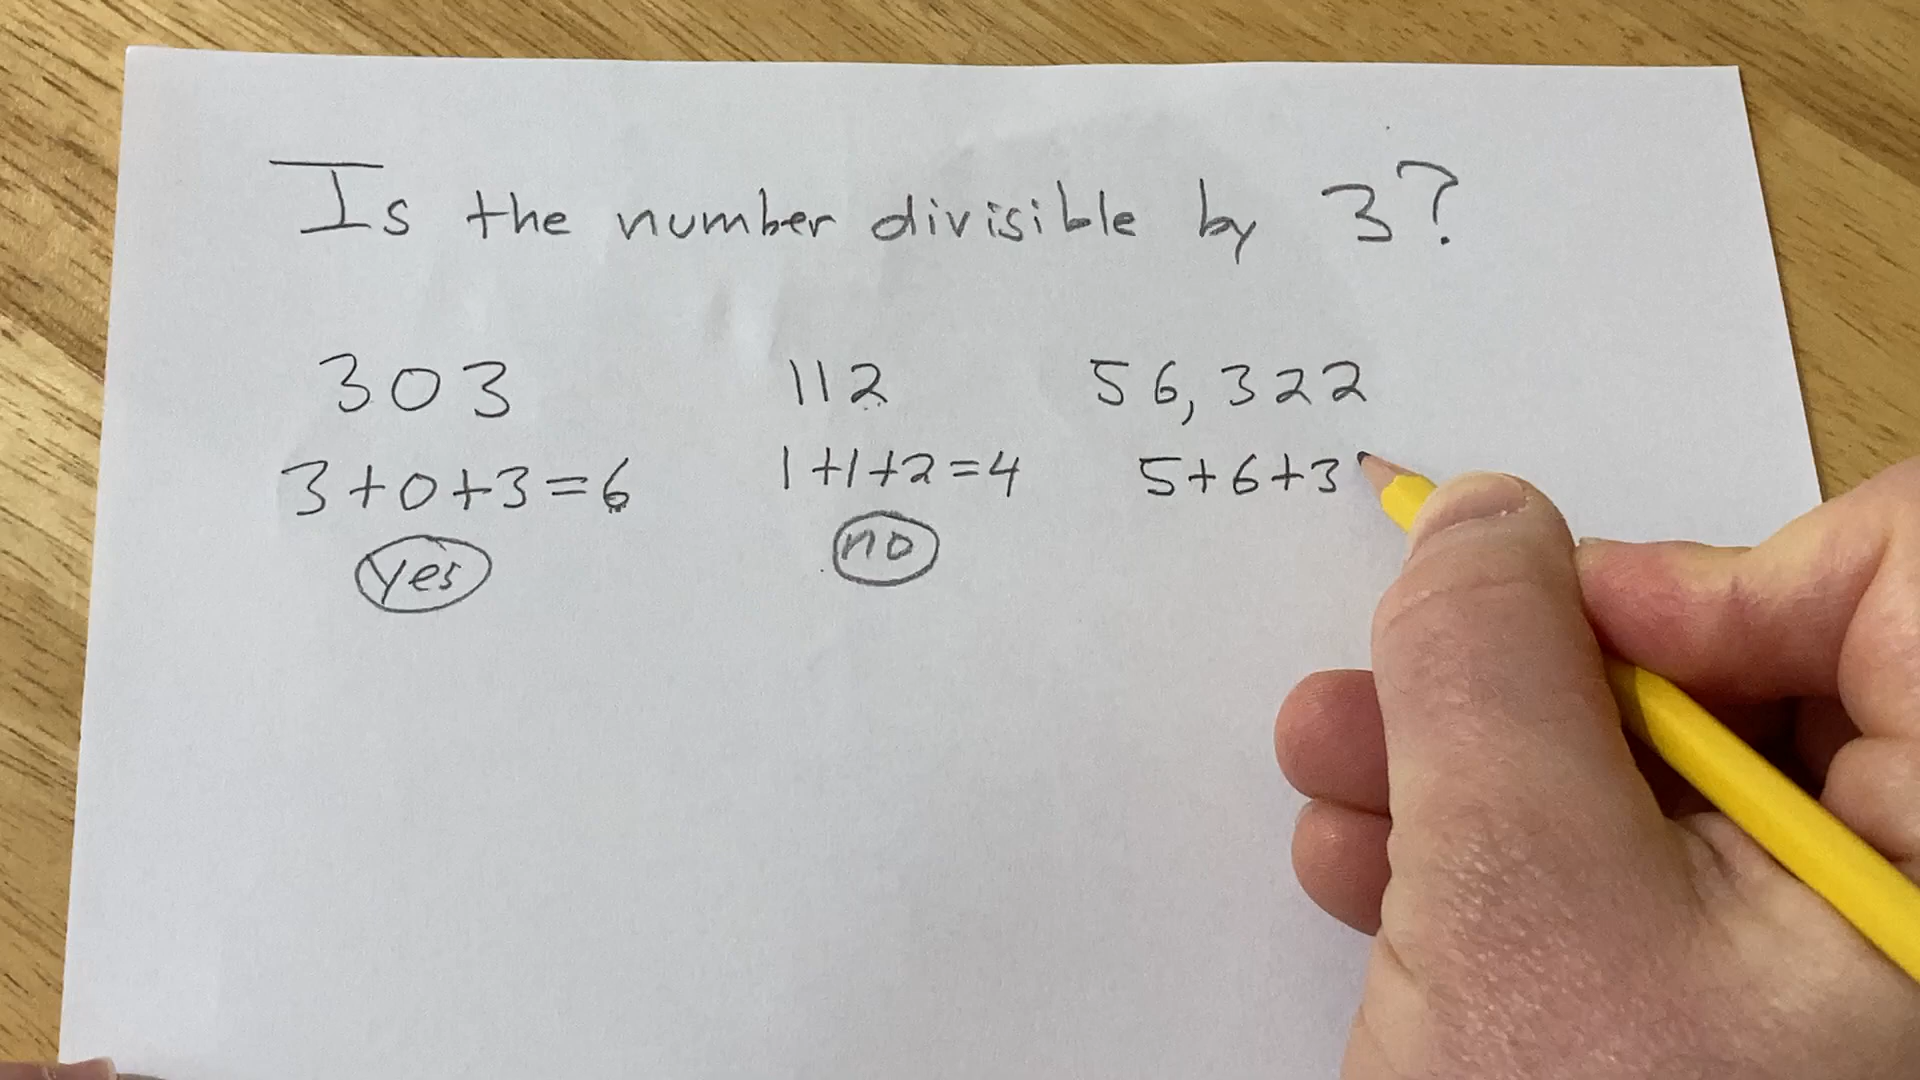 Is the number divisible by 3?
303 112 56,322
3+0+3=6 1+1+2=4 5+6+3
yes no